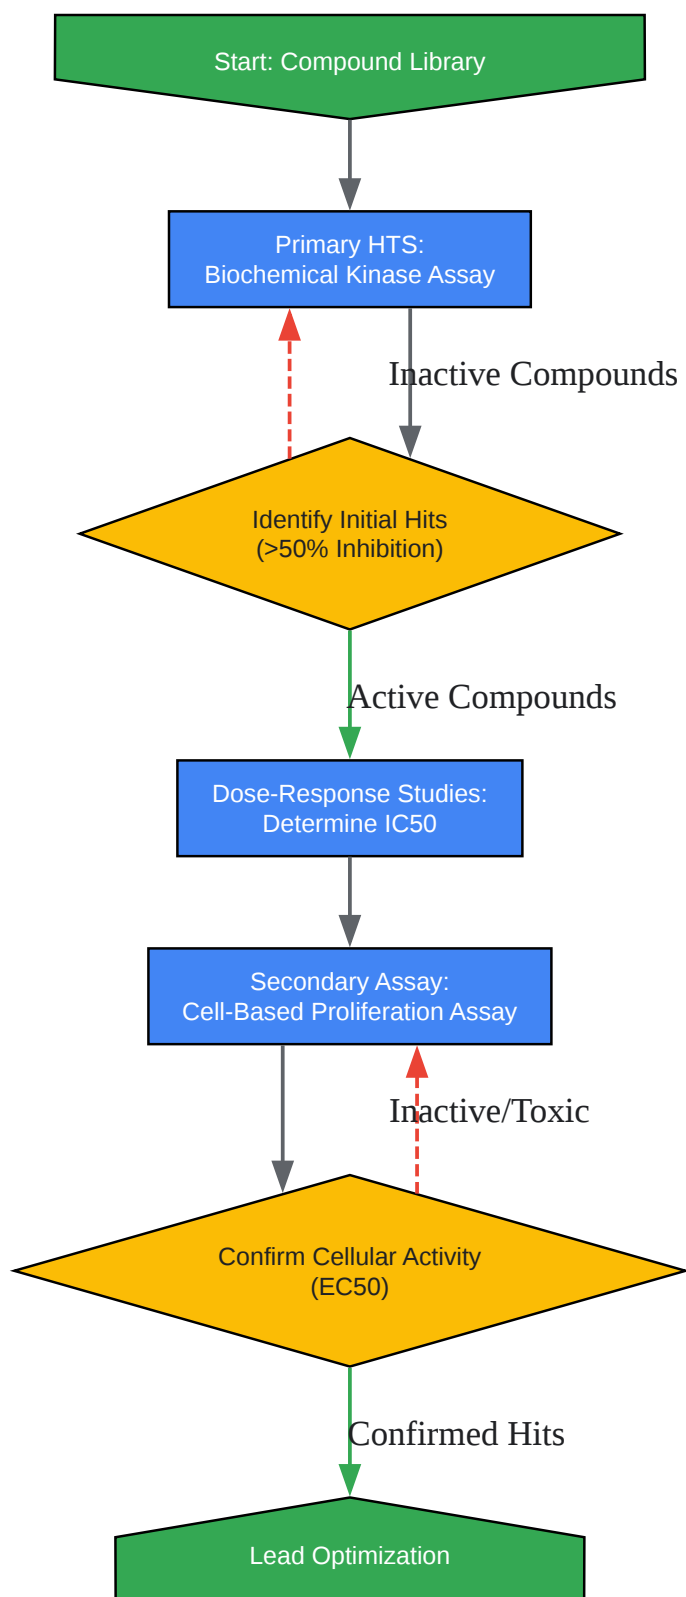 Start: Compound Library
Primary HTS:
Biochemical Kinase Assay
Inactive Compounds
Identify Initial Hits
(>50% Inhibition)
Active Compounds
Dose-Response Studies:
Determine IC50
Secondary Assay:
Cell-Based Proliferation Assay
Inactive/Toxic
Confirm Cellular Activity
(EC50)
Confirmed Hits
Lead Optimization